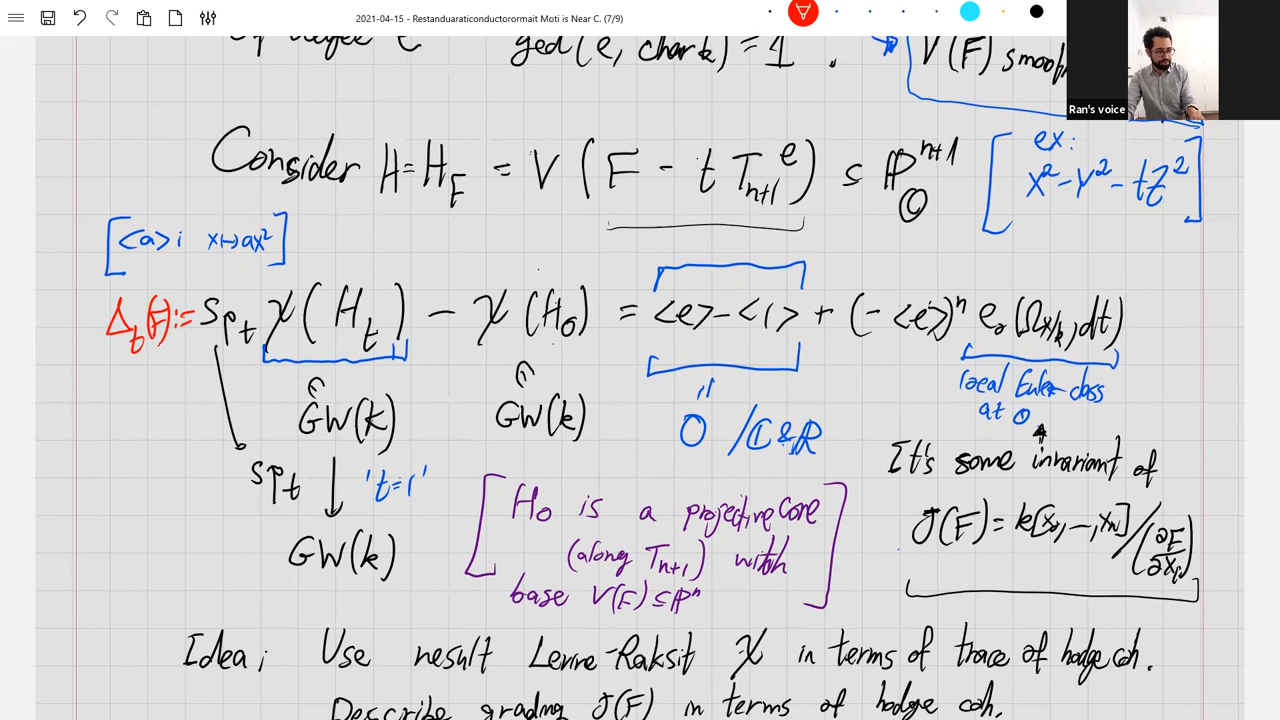 2021-04-15 - Restanduaraticonductorormait Moti is Near C. (7/9)
Ran's voice
of degree e gcd(e, char k) = 1 .
V(F) smooth
Consider H = H_F = V ( F - t T_{n+1}^e ) ⊆ ℙ^{n+1}_O
[ ex: x² - Y² - tZ² ]
[ <a> ; x ↦ ax² ]
Δ_t(F) := sp_t χ(H_t) - χ(H_0) = <e> - <1> + (-<e>)^n e_0(Ω_{X/k}, dt)
GW(k) GW(k)
0 / ℂ & ℝ
local Euler class
at 0
sp_t ↓ 't=1'
GW(k)
It's some invariant of
J(F) = k[x_0, -, x_n] / (∂F/∂x_i)
[ H_0 is a projective cone
(along T_{n+1}) with
base V(F) ⊆ ℙ^n ]
Idea: Use result Levine-Raksit χ in terms of trace of hodge coh.
Describe grading J(F) in terms of hodge coh.